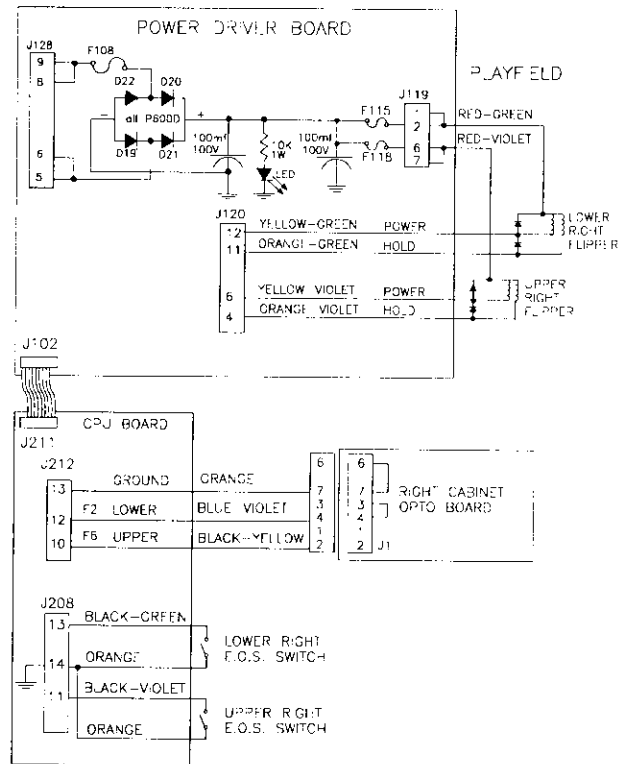 POWER DRIVER BOARD
J128
F108
9
8
D22
D20
all P600D
D19
D21
6
5
−
+
100mf
100V
10K
1W
LED
100mf
100V
F115
F118
J119
1
2
6
7
PLAYFIELD
RED-GREEN
RED-VIOLET
J120
12 YELLOW-GREEN POWER
11 ORANGE-GREEN HOLD
LOWER
RIGHT
FLIPPER
6 YELLOW VIOLET POWER
4 ORANGE VIOLET HOLD
UPPER
RIGHT
FLIPPER
J102
J211
CPU BOARD
J212
13 GROUND ORANGE
12 F2 LOWER BLUE VIOLET
10 F6 UPPER BLACK-YELLOW
6
7
3
4
1
2
6
7
3
4
1
2
J1
RIGHT CABINET
OPTO BOARD
J208
13 BLACK-GREEN
14 ORANGE
LOWER RIGHT
E.O.S. SWITCH
11 BLACK-VIOLET
ORANGE
UPPER RIGHT
E.O.S. SWITCH